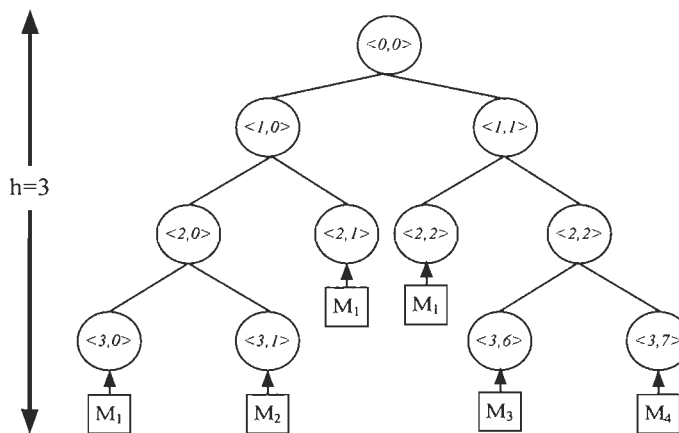 <0,0>
<1,0> <1,1>
h=3
<2,0> <2,1> <2,2> <2,2>
M₁ M₁
<3,0> <3,1> <3,6> <3,7>
M₁ M₂ M₃ M₄